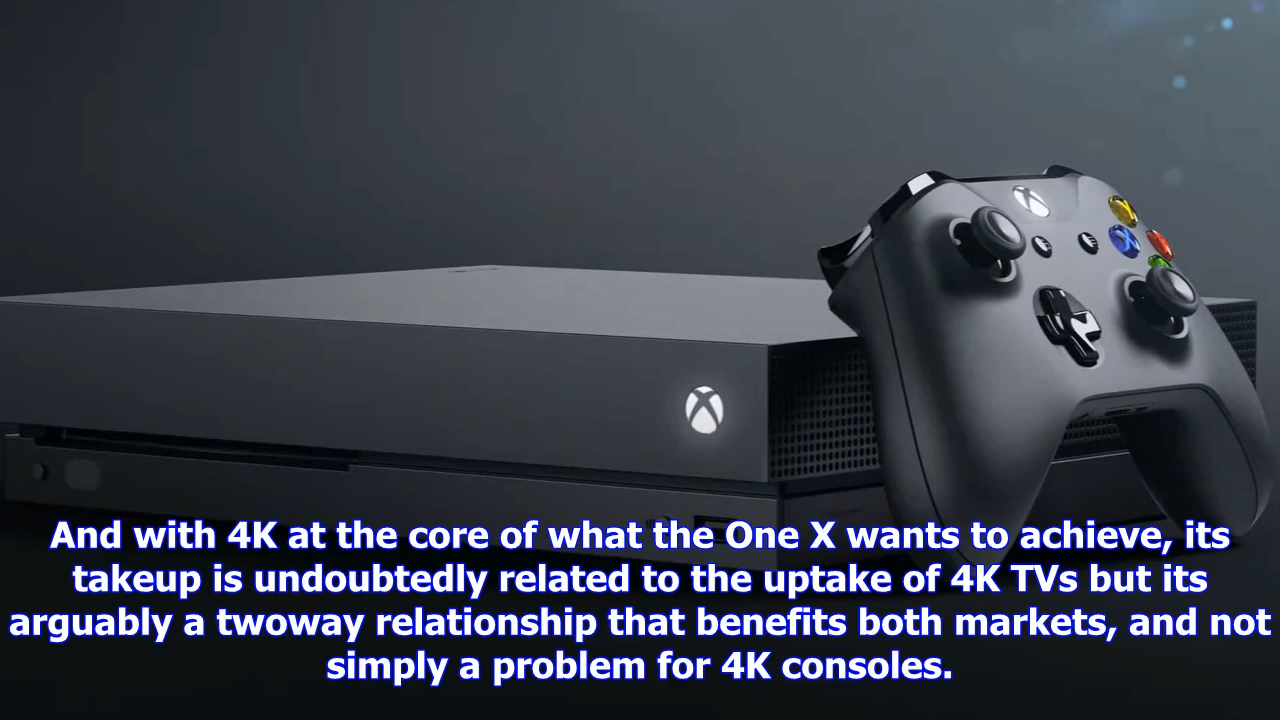 And with 4K at the core of what the One X wants to achieve, its
takeup is undoubtedly related to the uptake of 4K TVs but its
arguably a twoway relationship that benefits both markets, and not
simply a problem for 4K consoles.